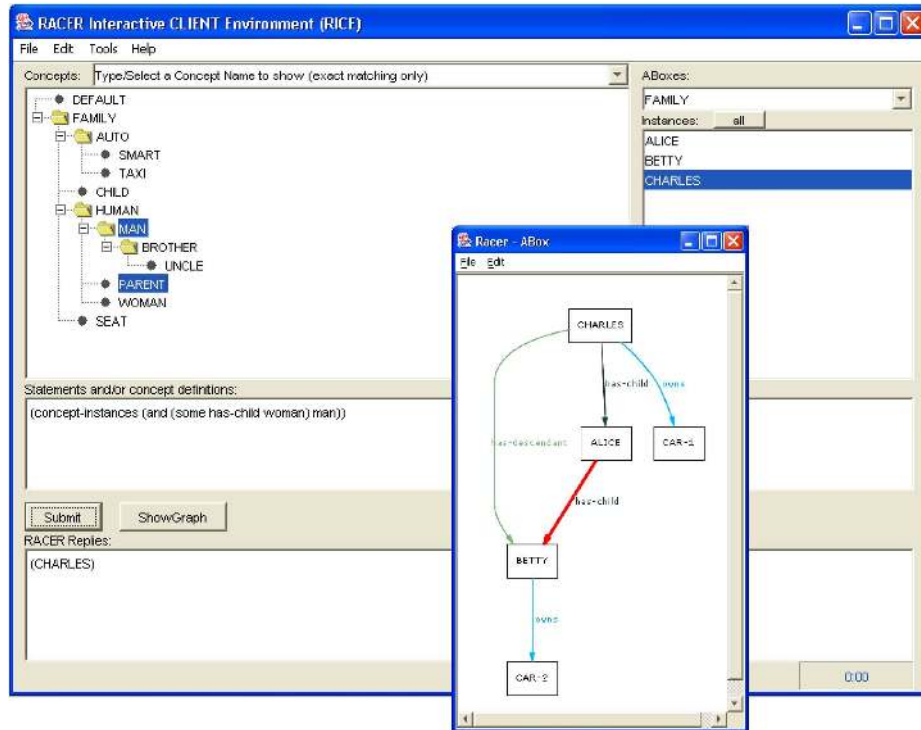 RACER Interactive CLIENT Environment (RICE)
File Edit Tools Help
Concepts: Type/Select a Concept Name to show (exact matching only)
DEFAULT
FAMILY
AUTO
SMART
TAXI
CHILD
HUMAN
MAN
BROTHER
UNCLE
PARENT
WOMAN
SEAT
ABoxes:
FAMILY
Instances: all
ALICE
BETTY
CHARLES
Statements and/or concept definitions:
(concept-instances (and (some has-child woman) man))
Submit ShowGraph
RACER Replies:
(CHARLES)
0:00
Racer - ABox
File Edit
CHARLES
has-child owns
has-descendant ALICE CAR-1
has-child
BETTY
owns
CAR-2